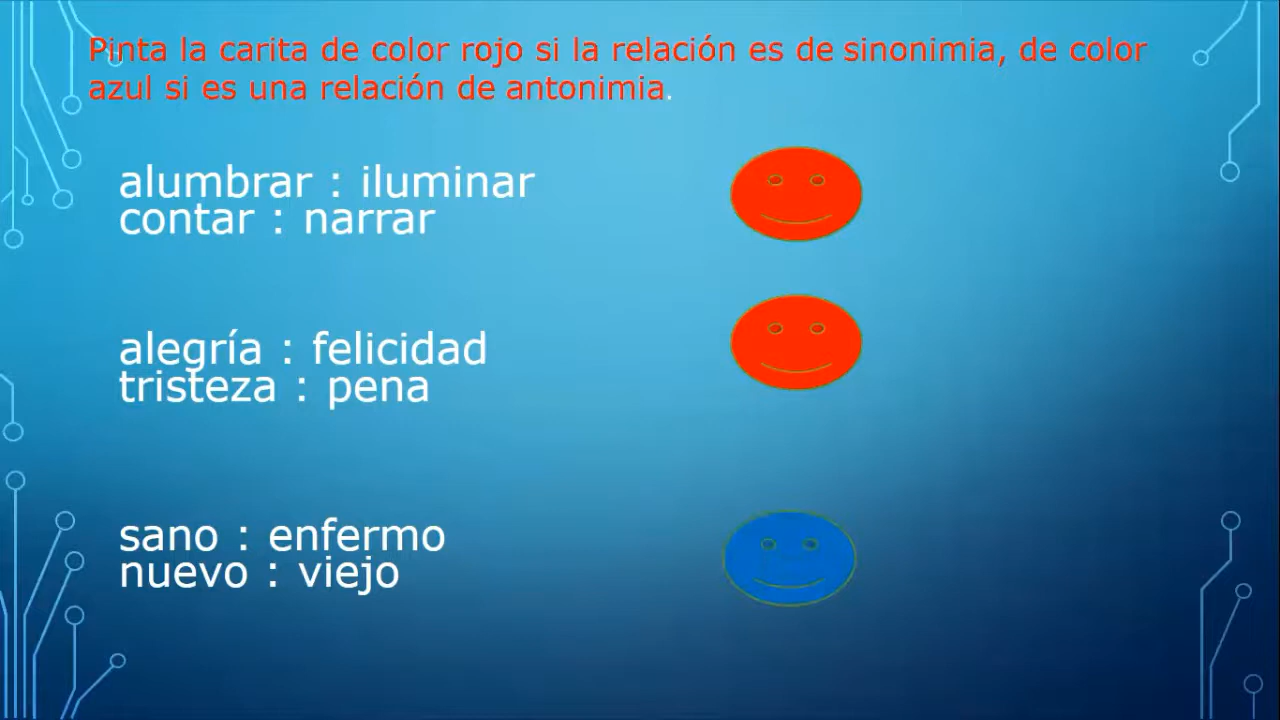 Pinta la carita de color rojo si la relación es de sinonimia, de color
azul si es una relación de antonimia.
alumbrar : iluminar
contar : narrar
alegría : felicidad
tristeza : pena
sano : enfermo
nuevo : viejo